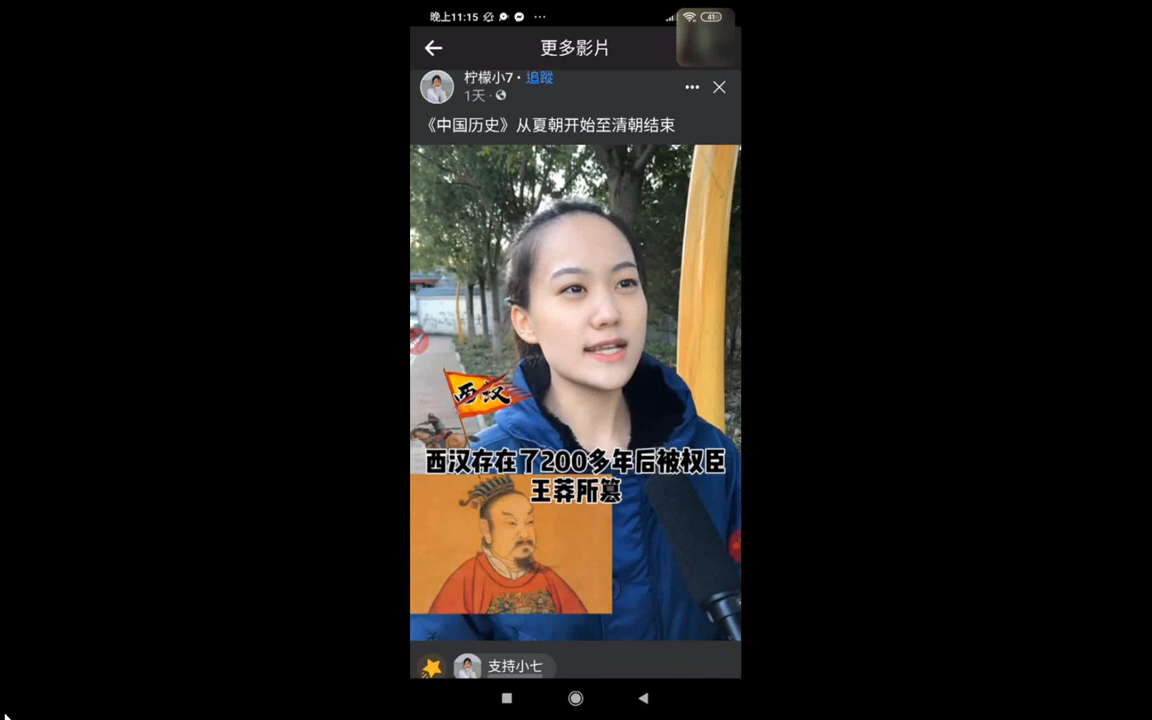 晚上11:15
41
更多影片
柠檬小7 · 追蹤
1天 ·
《中国历史》从夏朝开始至清朝结束
西汉
西汉存在了200多年后被权臣
王莽所篡
支持小七